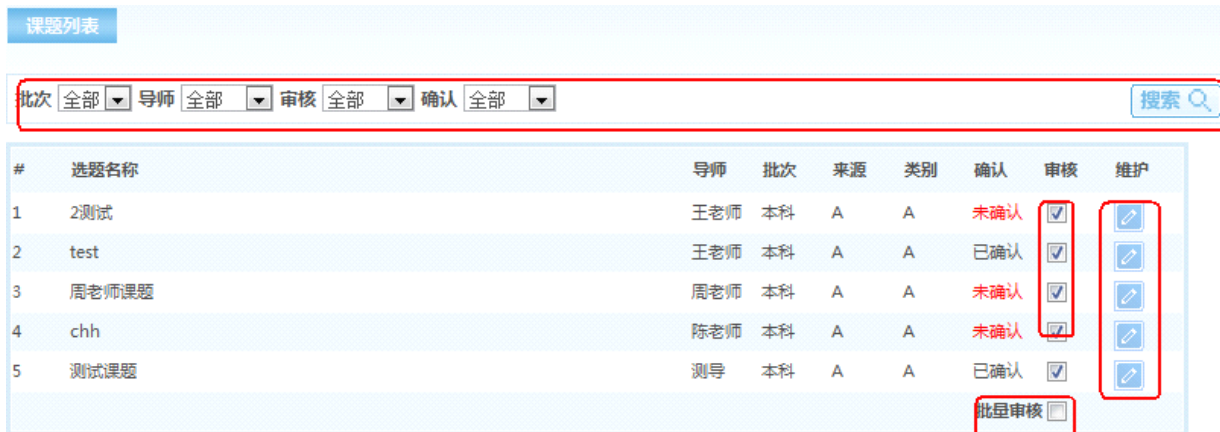 课题列表
批次 全部 导师 全部 审核 全部 确认 全部 搜索
# 选题名称 导师 批次 来源 类别 确认 审核 维护
1 2测试 王老师 本科 A A 未确认
2 test 王老师 本科 A A 已确认
3 周老师课题 周老师 本科 A A 未确认
4 chh 陈老师 本科 A A 未确认
5 测试课题 测导 本科 A A 已确认
批量审核